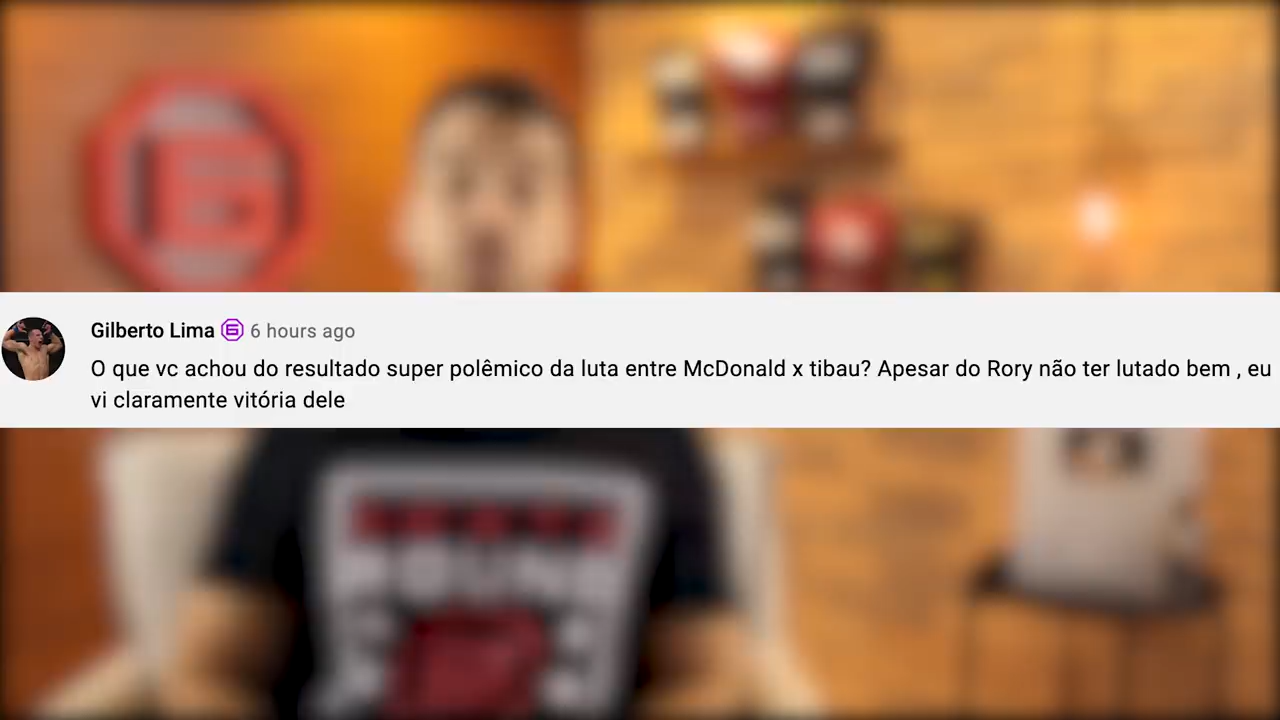 Gilberto Lima 6 hours ago
O que vc achou do resultado super polêmico da luta entre McDonald x tibau? Apesar do Rory não ter lutado bem , eu
vi claramente vitória dele